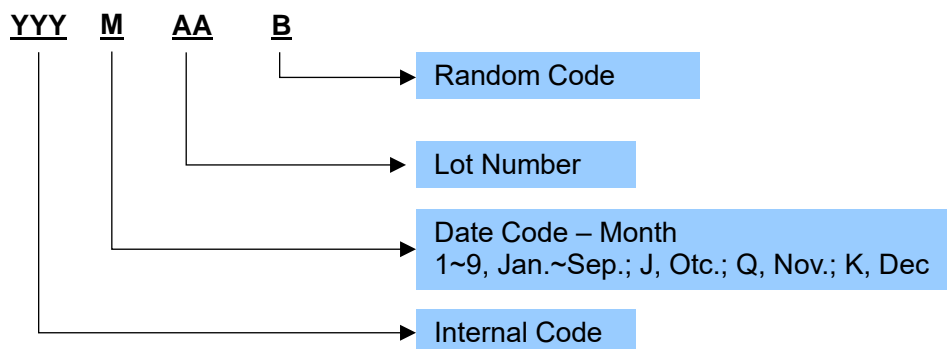 YYY M AA B
Random Code
Lot Number
Date Code – Month
1~9, Jan.~Sep.; J, Otc.; Q, Nov.; K, Dec
Internal Code